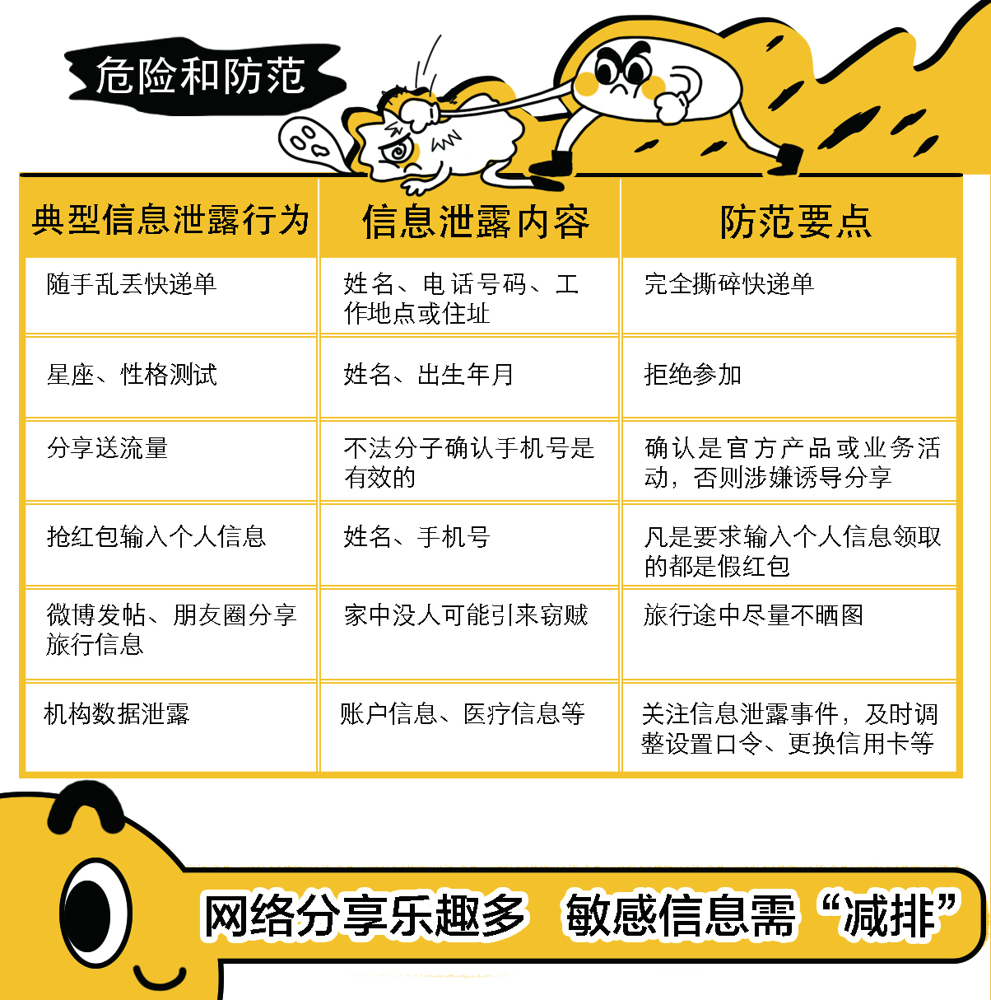 危险和防范
典型信息泄露行为
信息泄露内容
防范要点
随手乱丢快递单
姓名、电话号码、工
作地点或住址
完全撕碎快递单
星座、性格测试
姓名、出生年月
拒绝参加
分享送流量
不法分子确认手机号是
有效的
确认是官方产品或业务活
动，否则涉嫌诱导分享
抢红包输入个人信息
姓名、手机号
凡是要求输入个人信息领取
的都是假红包
微博发帖、朋友圈分享
旅行信息
家中没人可能引来窃贼
旅行途中尽量不晒图
机构数据泄露
账户信息、医疗信息等
关注信息泄露事件，及时调
整设置口令、更换信用卡等
网络分享乐趣多 敏感信息需“减排”